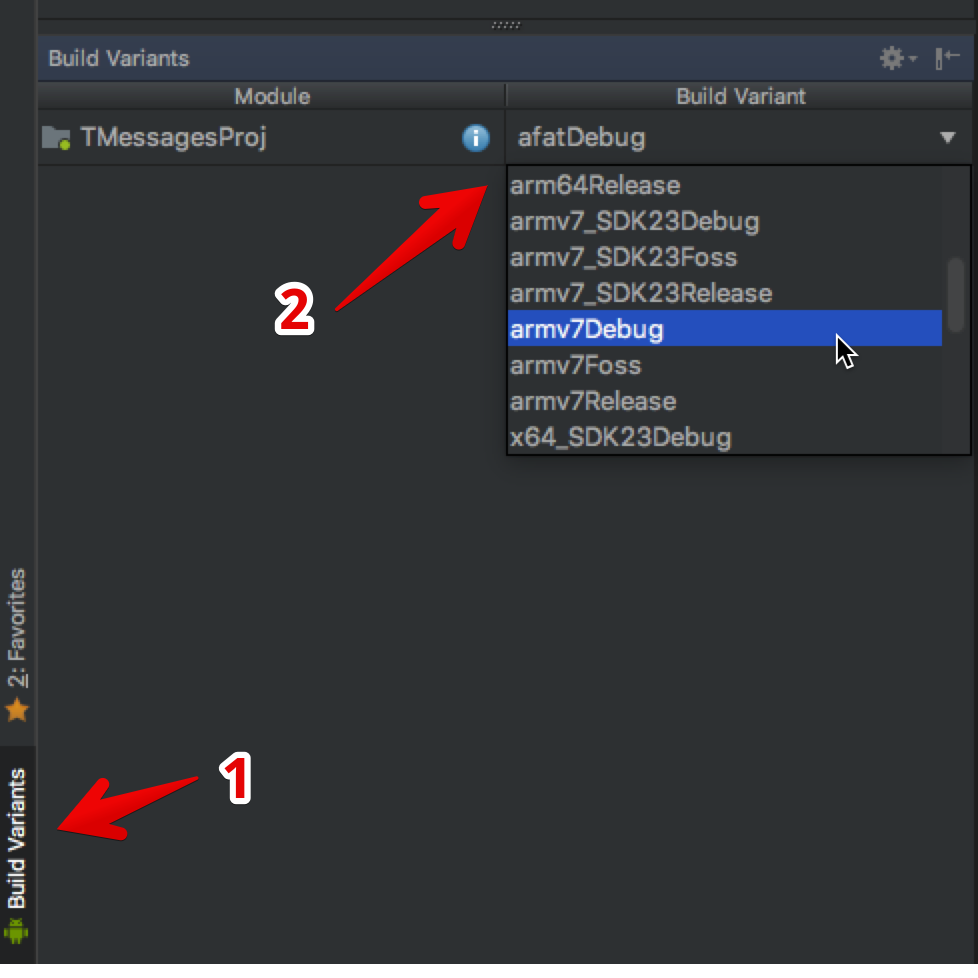 Build Variants
Module
Build Variant
TMessagesProj
afatDebug
arm64Release
armv7_SDK23Debug
armv7_SDK23Foss
armv7_SDK23Release
armv7Debug
armv7Foss
armv7Release
x64_SDK23Debug
2
2: Favorites
1
Build Variants